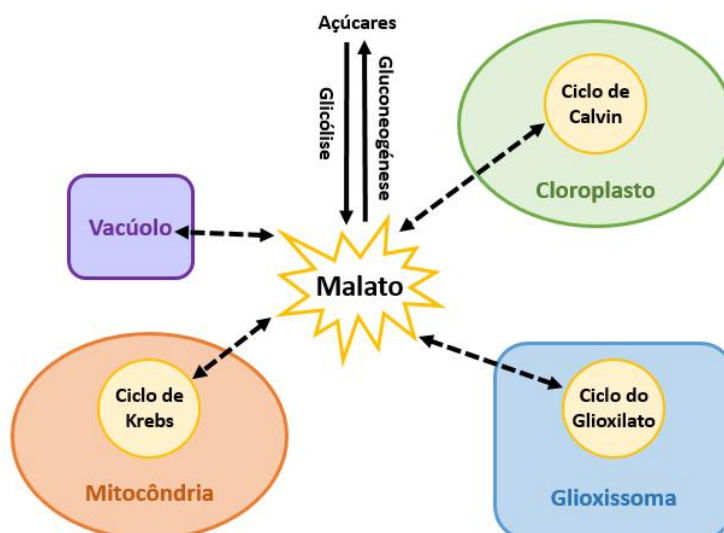 Açúcares
Glicólise
Gluconeogénese
Ciclo de
Calvin
Cloroplasto
Vacúolo
Malato
Ciclo de
Krebs
Mitocôndria
Ciclo do
Glioxilato
Glioxissoma